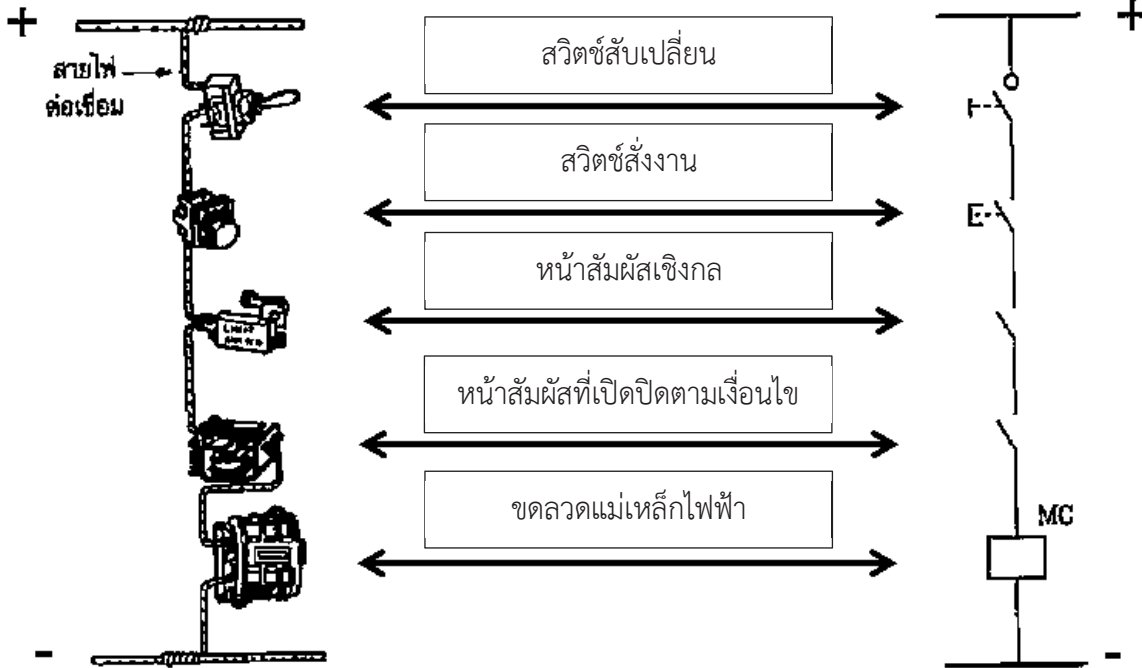 +
+
สวิตช์สับเปลี่ยน
สายไฟ
ต่อเชื่อม
สวิตช์สั่งงาน
หน้าสัมผัสเชิงกล
LIMIT
หน้าสัมผัสที่เปิดปิดตามเงื่อนไข
ขดลวดแม่เหล็กไฟฟ้า
MC
-
-